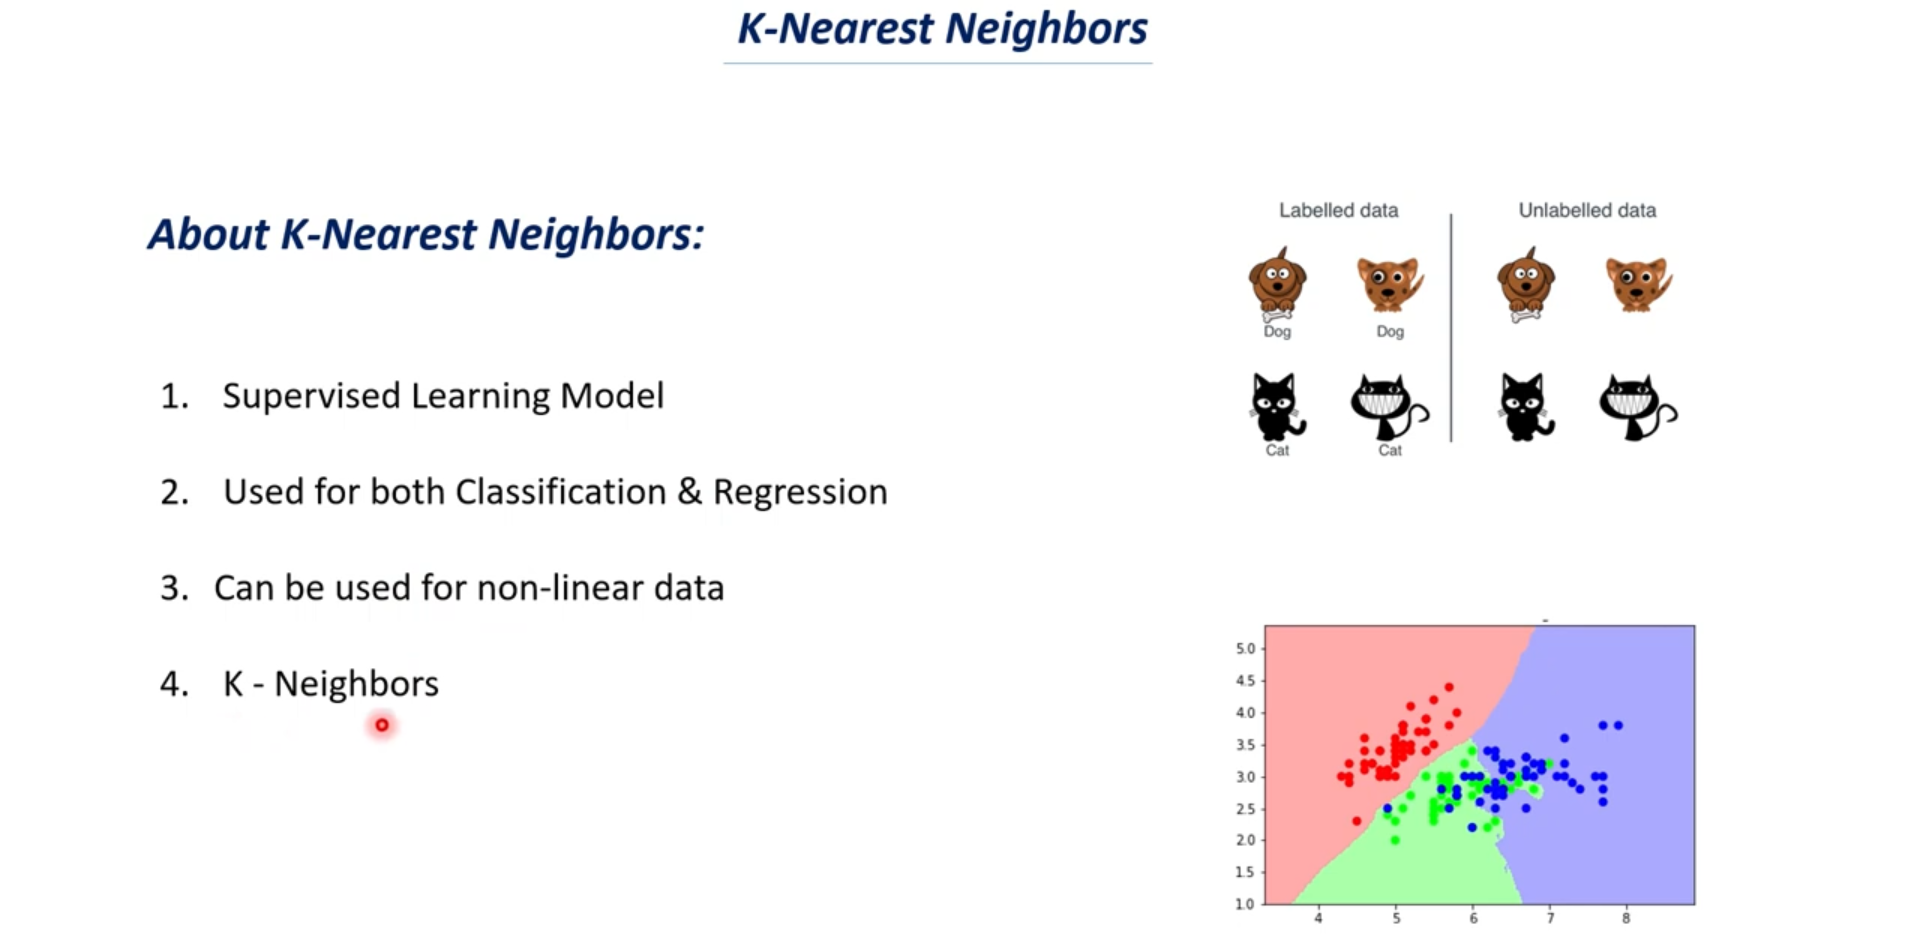 K-Nearest Neighbors
About K-Nearest Neighbors:
1. Supervised Learning Model
2. Used for both Classification & Regression
3. Can be used for non-linear data
4. K - Neighbors
Labelled data
Unlabelled data
Dog
Dog
Cat
Cat
5.0
4.5
4.0
3.5
3.0
2.5
2.0
1.5
1.0
4 5 6 7 8